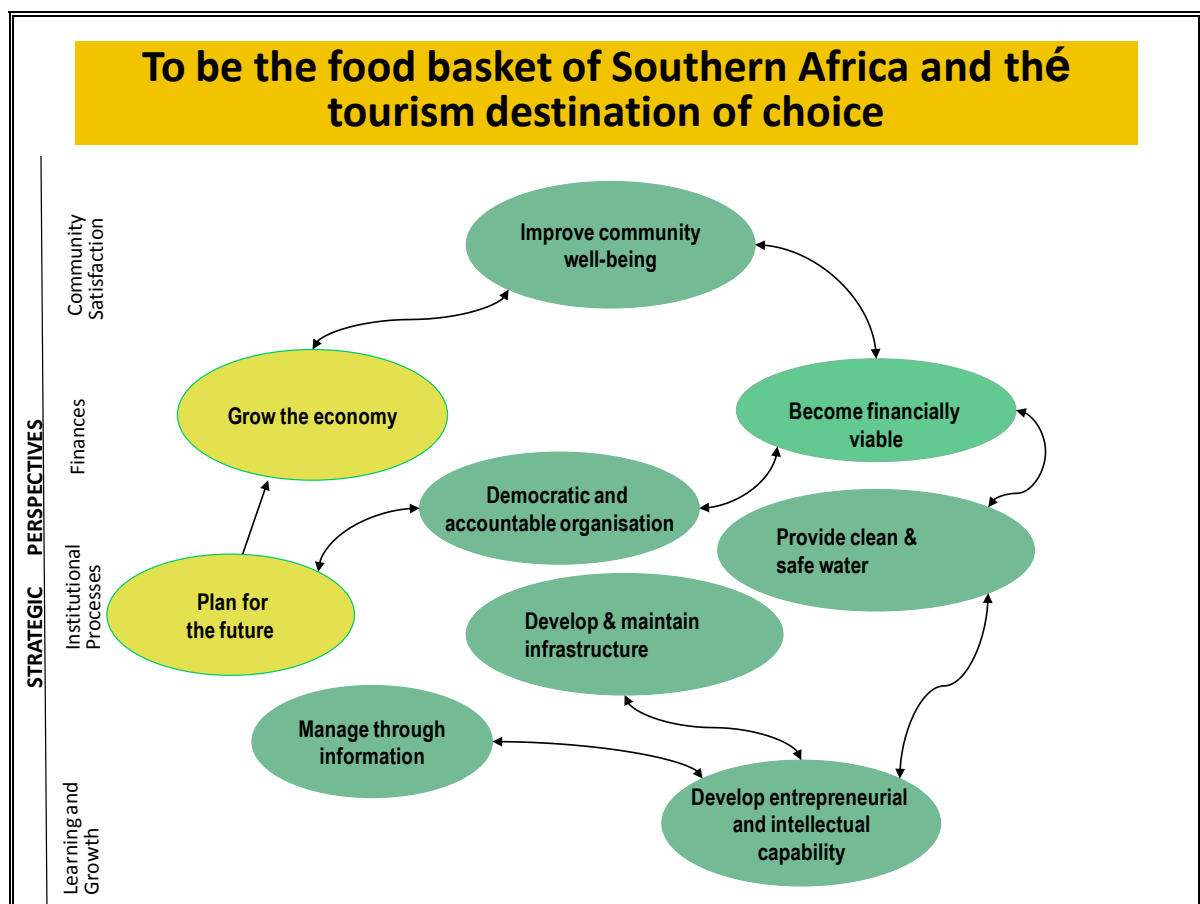 To be the food basket of Southern Africa and thé
tourism destination of choice
STRATEGIC PERSPECTIVES
Community
Satisfaction
Improve community
well-being
Finances
Grow the economy
Become financially
viable
Institutional
Processes
Democratic and
accountable organisation
Provide clean &
safe water
Plan for
the future
Develop & maintain
infrastructure
Manage through
information
Learning and
Growth
Develop entrepreneurial
and intellectual
capability